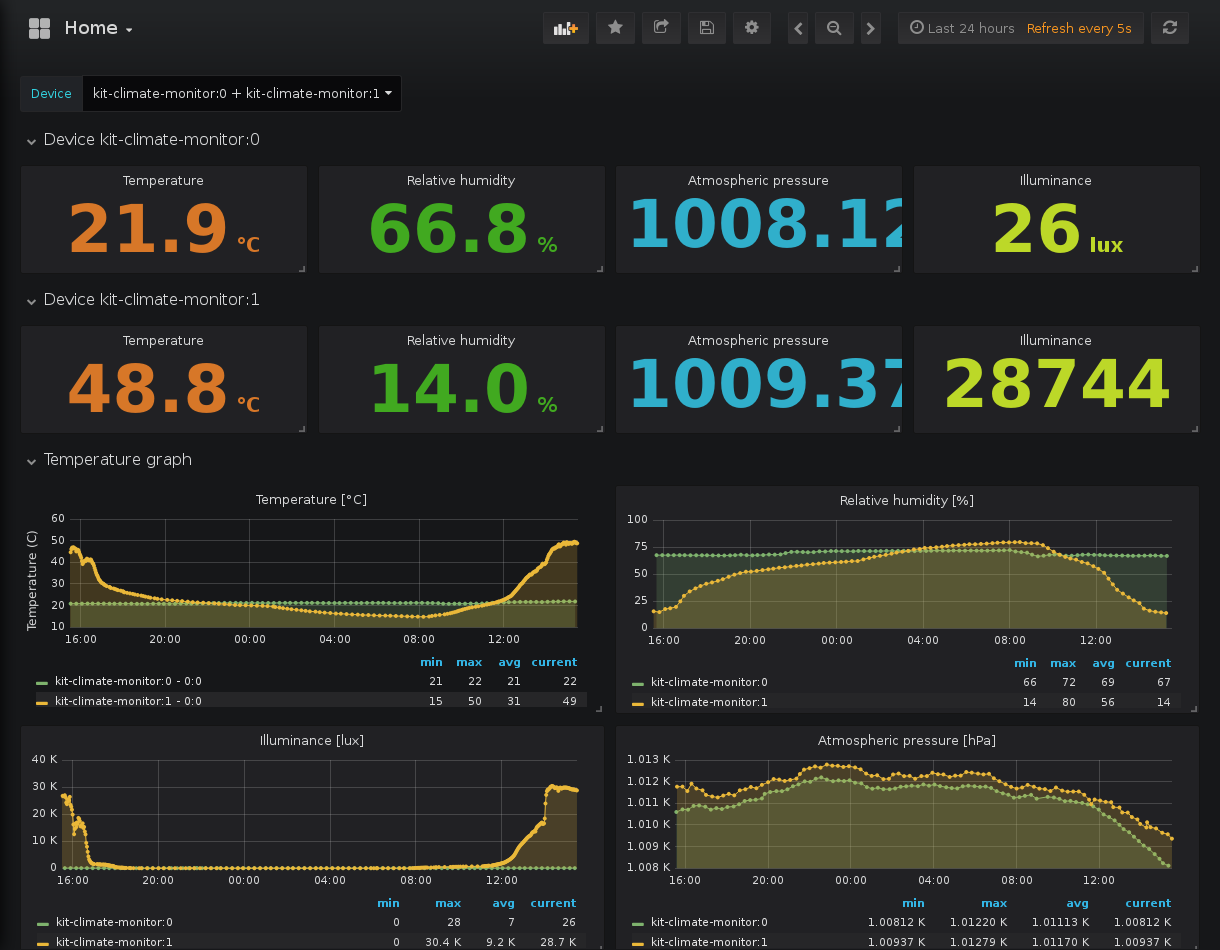 Home
Last 24 hours Refresh every 5s
Device kit-climate-monitor:0 + kit-climate-monitor:1
Device kit-climate-monitor:0
Temperature Relative humidity Atmospheric pressure Illuminance
21.9 °C 66.8 % 1008.12 26 lux
Device kit-climate-monitor:1
Temperature Relative humidity Atmospheric pressure Illuminance
48.8 °C 14.0 % 1009.37 28744
Temperature graph
Temperature [°C]
Temperature (C)
60
50
40
30
20
10
16:00 20:00 00:00 04:00 08:00 12:00
min max avg current
kit-climate-monitor:0 - 0:0 21 22 21 22
kit-climate-monitor:1 - 0:0 15 50 31 49
Relative humidity [%]
100
75
50
25
0
16:00 20:00 00:00 04:00 08:00 12:00
min max avg current
kit-climate-monitor:0 66 72 69 67
kit-climate-monitor:1 14 80 56 14
Illuminance [lux]
40 K
30 K
20 K
10 K
0
16:00 20:00 00:00 04:00 08:00 12:00
min max avg current
kit-climate-monitor:0 0 28 7 26
kit-climate-monitor:1 0 30.4 K 9.2 K 28.7 K
Atmospheric pressure [hPa]
1.013 K
1.012 K
1.011 K
1.010 K
1.009 K
1.008 K
16:00 20:00 00:00 04:00 08:00 12:00
min max avg current
kit-climate-monitor:0 1.00812 K 1.01220 K 1.01113 K 1.00812 K
kit-climate-monitor:1 1.00937 K 1.01279 K 1.01170 K 1.00937 K